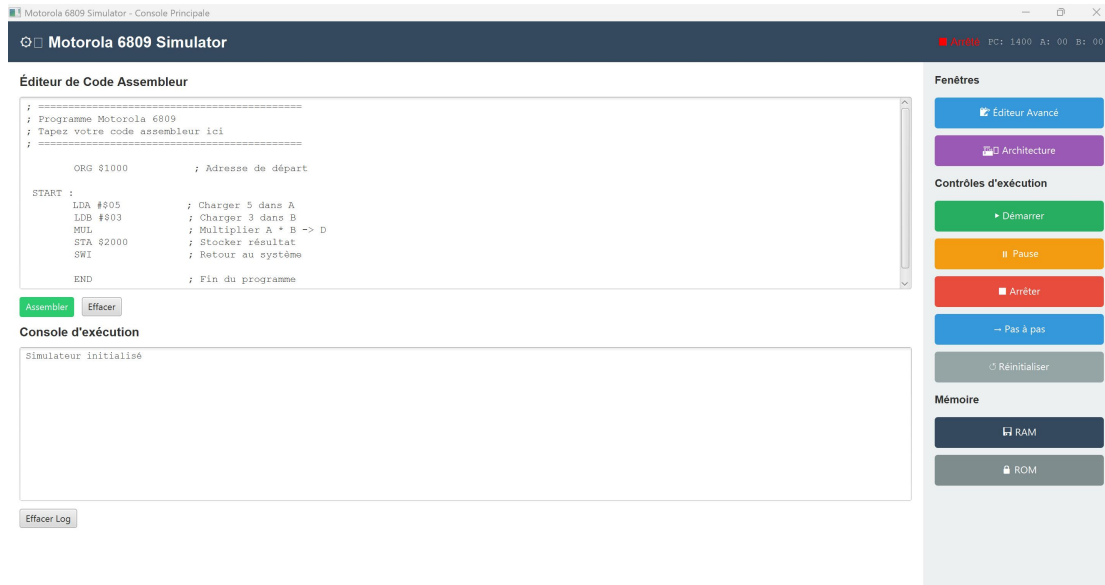 Motorola 6809 Simulator - Console Principale
Motorola 6809 Simulator
Arrêté PC: 1400 A: 00 B: 00
Éditeur de Code Assembleur
; ============================================
; Programme Motorola 6809
; Tapez votre code assembleur ici
; ============================================
ORG $1000 ; Adresse de départ
START :
LDA #$05 ; Charger 5 dans A
LDB #$03 ; Charger 3 dans B
MUL ; Multiplier A * B -> D
STA $2000 ; Stocker résultat
SWI ; Retour au système
END ; Fin du programme
Assembler
Effacer
Console d'exécution
Simulateur initialisé
Effacer Log
Fenêtres
Éditeur Avancé
Architecture
Contrôles d'exécution
Démarrer
Pause
Arrêter
→ Pas à pas
Réinitialiser
Mémoire
RAM
ROM